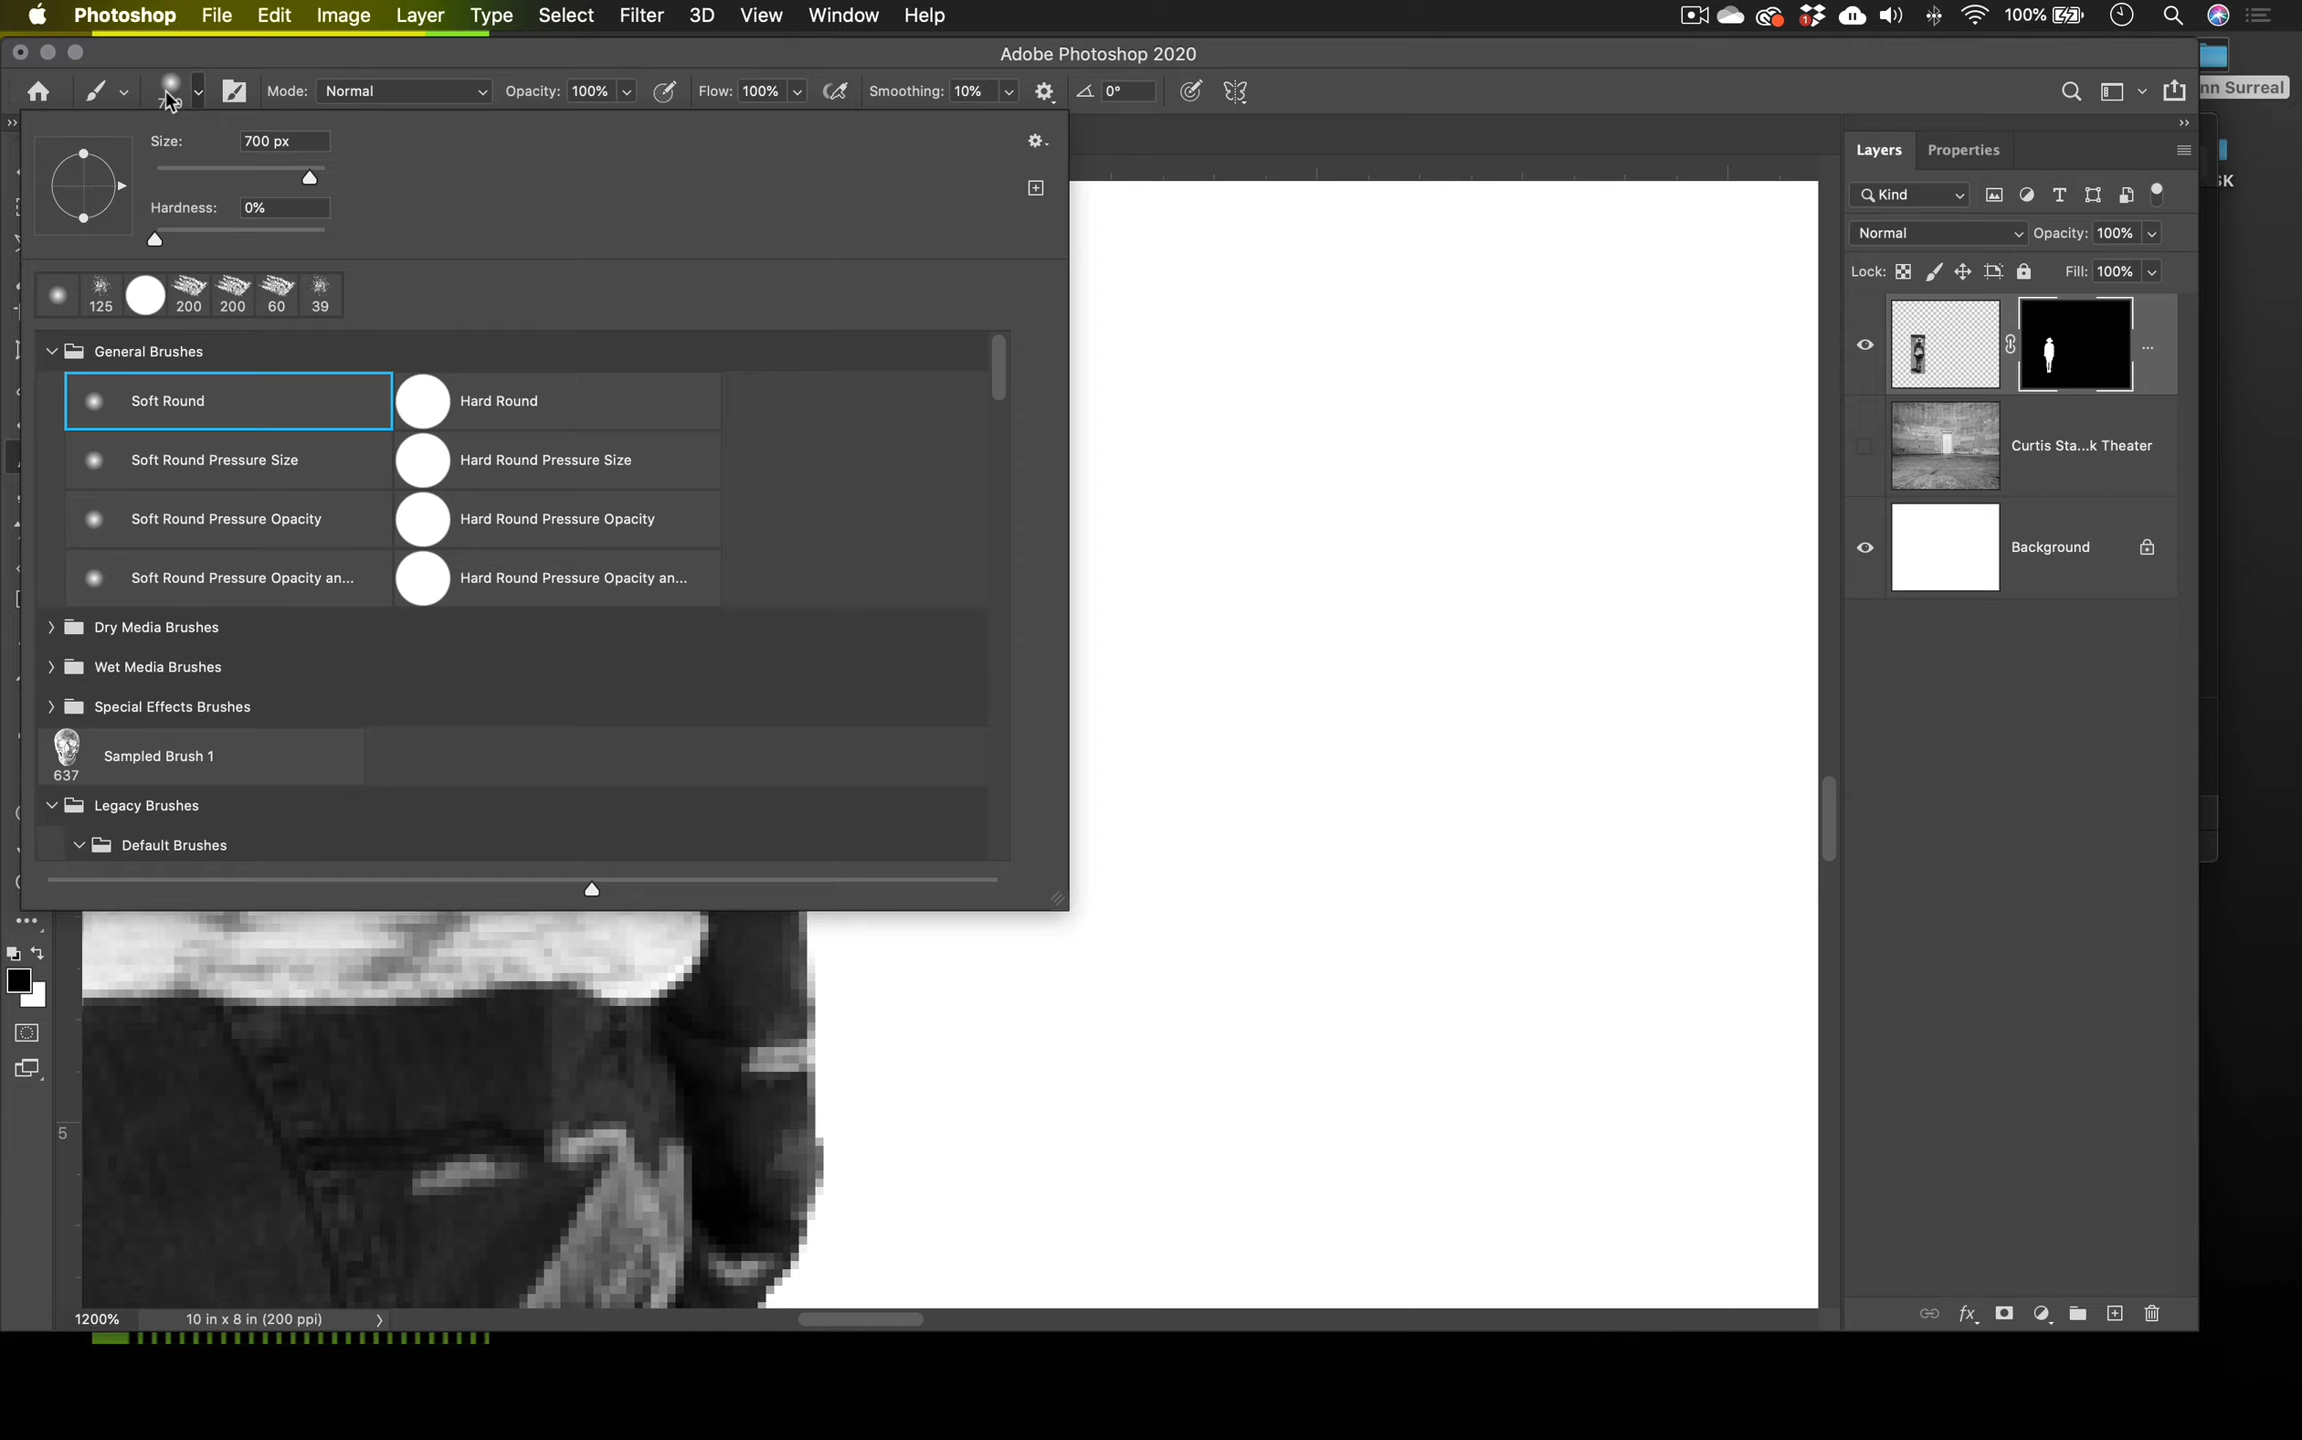 Photoshop File Edit Image Layer Type Select Filter 3D View Window Help 1 100%
Adobe Photoshop 2020
Mode: Normal Opacity: 100% Flow: 100% Smoothing: 10% 0° nn Surreal
Size: 700 px
Hardness: 0%
125 200 200 60 39
General Brushes
Soft Round Hard Round
Soft Round Pressure Size Hard Round Pressure Size
Soft Round Pressure Opacity Hard Round Pressure Opacity
Soft Round Pressure Opacity an... Hard Round Pressure Opacity an...
Dry Media Brushes
Wet Media Brushes
Special Effects Brushes
Sampled Brush 1
637
Legacy Brushes
Default Brushes
5
1200% 10 in x 8 in (200 ppi)
Layers Properties
SK
Kind
Normal Opacity: 100%
Lock: Fill: 100%
...
Curtis Sta...k Theater
Background
fx